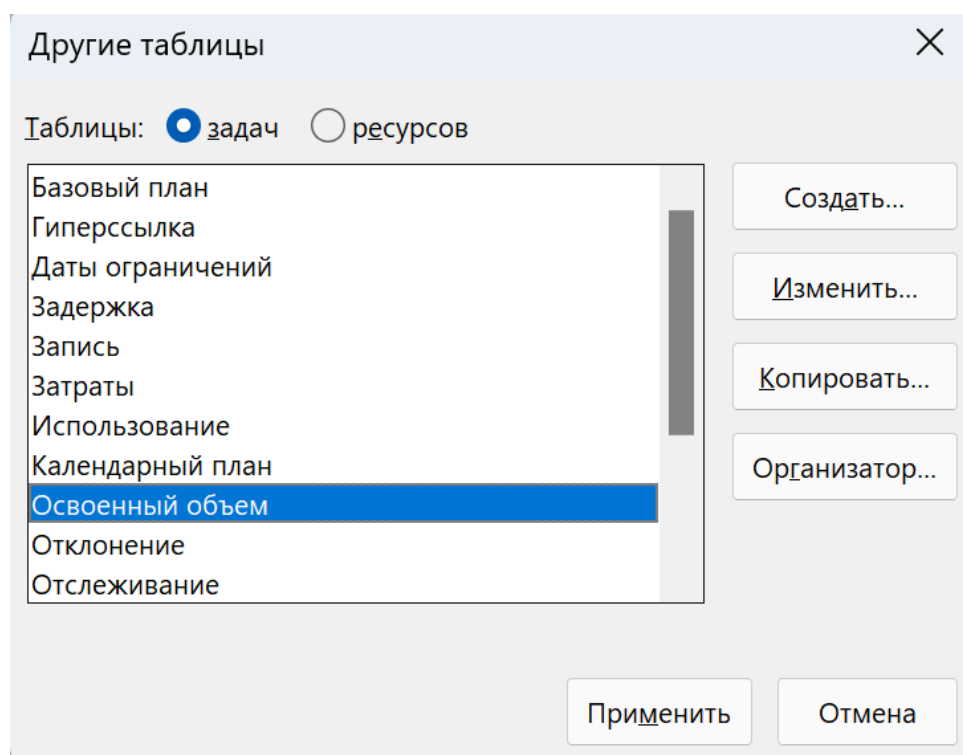 Другие таблицы
Таблицы: задач ресурсов
Базовый план
Гиперссылка
Даты ограничений
Задержка
Запись
Затраты
Использование
Календарный план
Освоенный объем
Отклонение
Отслеживание
Создать...
Изменить...
Копировать...
Организатор...
Применить Отмена